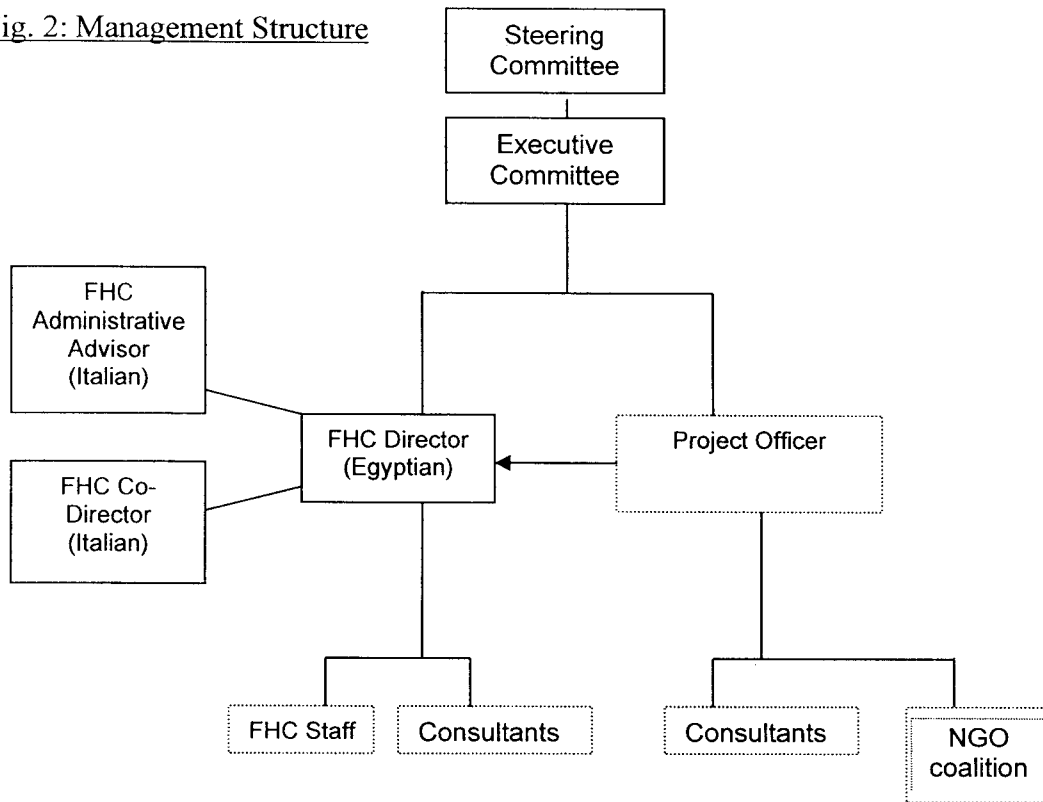 ig. 2: Management Structure
Steering
Committee
Executive
Committee
FHC
Administrative
Advisor
(Italian)
FHC Director
(Egyptian)
Project Officer
FHC Co-
Director
(Italian)
FHC Staff
Consultants
Consultants
NGO
coalition